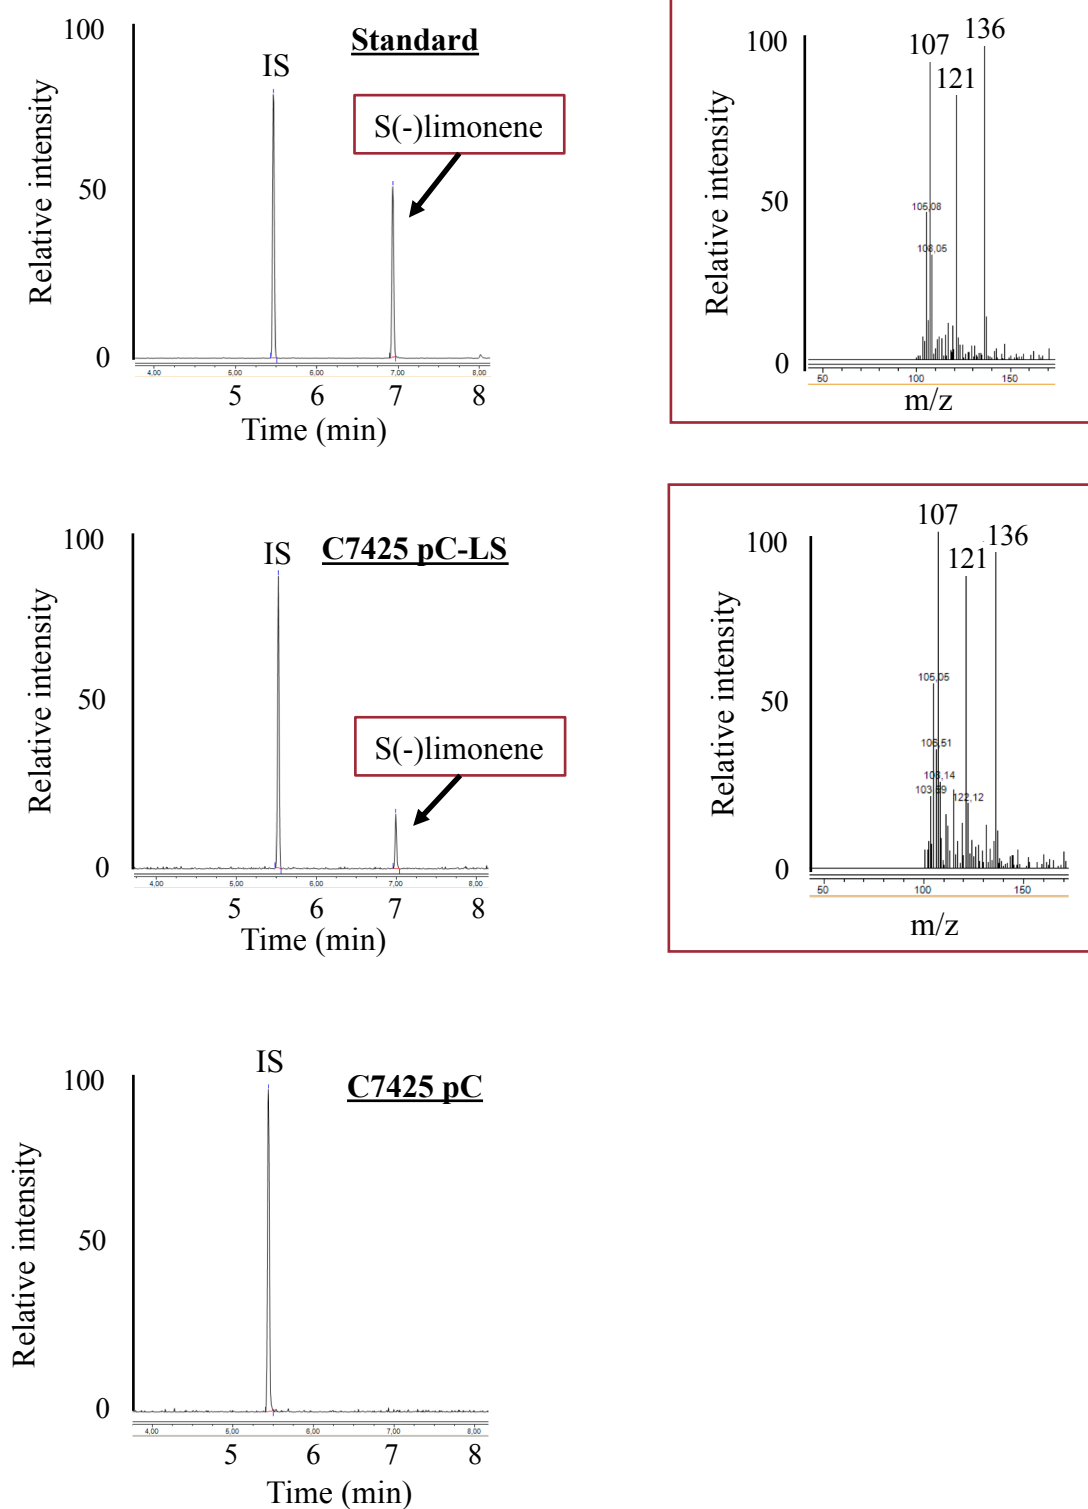 100
Standard
IS
S(-)limonene
50
0
Relative intensity
4,00 5,00 6,00 7,00 8,00
5 6 7 8
Time (min)
136
107
100
121
105,08
50
108,05
0
Relative intensity
50 100 150
m/z
100
IS
C7425 pC-LS
50
S(-)limonene
0
Relative intensity
4,00 5,00 6,00 7,00 8,00
5 6 7 8
Time (min)
107
136
100
121
105,05
50
106,51
108,14
122,12
0
Relative intensity
50 100 150
m/z
IS
100
C7425 pC
50
0
Relative intensity
4,00 5,00 6,00 7,00 8,00
5 6 7 8
Time (min)